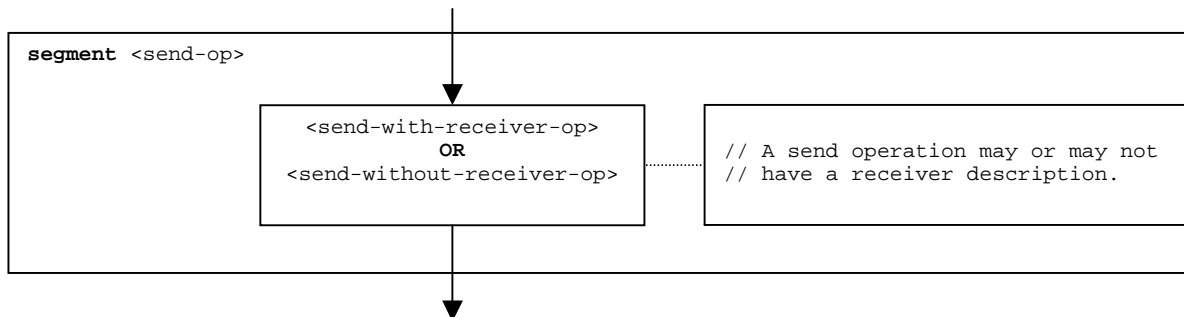 segment <send-op>
<send-with-receiver-op>
OR
<send-without-receiver-op>
// A send operation may or may not
// have a receiver description.